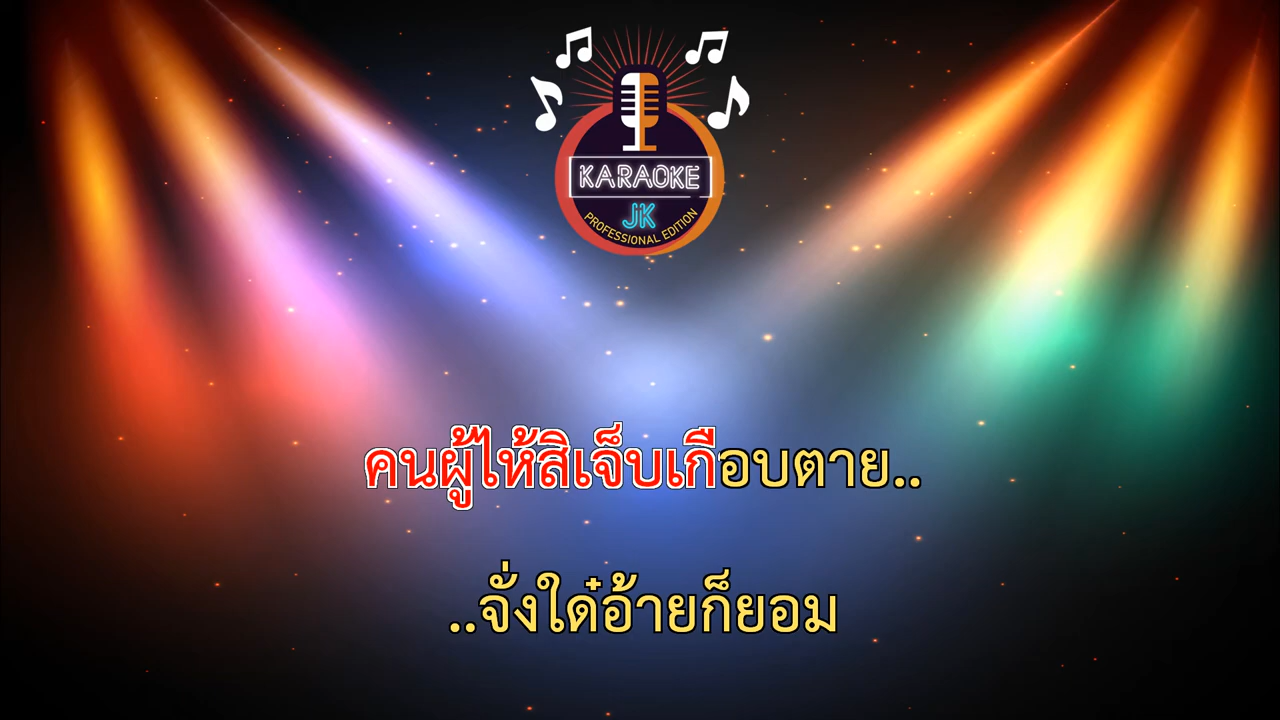 KARAOKE
JK
PROFESSIONAL EDITION
คนผู้ไห้สิเจ็บเกือบตาย..
..จั่งใด๋อ้ายก็ยอม